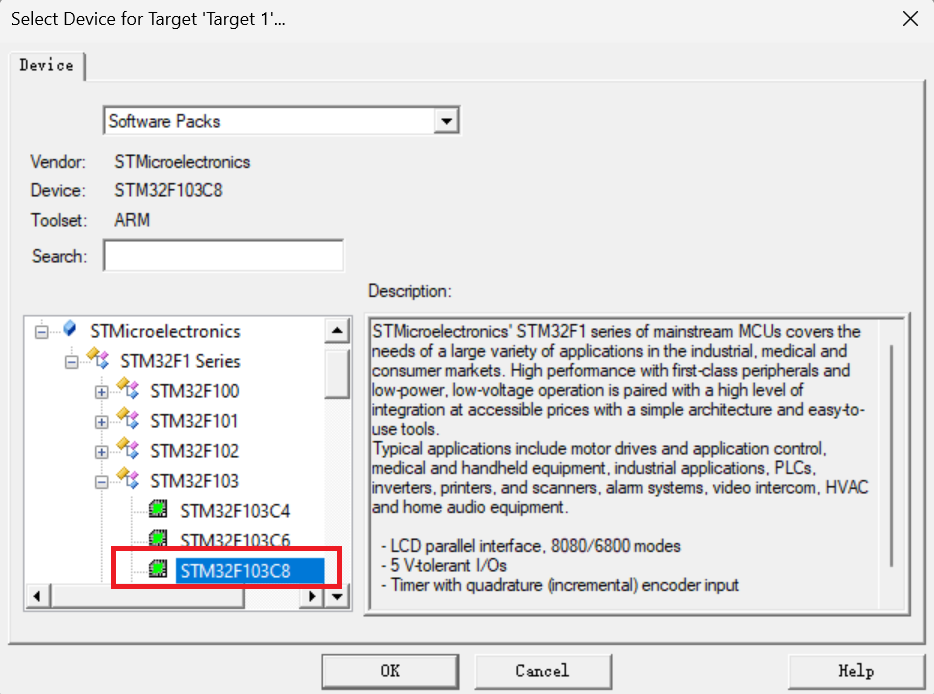 Select Device for Target 'Target 1'...
Device
Software Packs
Vendor: STMicroelectronics
Device: STM32F103C8
Toolset: ARM
Search:
Description:
STMicroelectronics
STM32F1 Series
STM32F100
STM32F101
STM32F102
STM32F103
STM32F103C4
STM32F103C6
STM32F103C8
STMicroelectronics' STM32F1 series of mainstream MCUs covers the
needs of a large variety of applications in the industrial, medical and
consumer markets. High performance with first-class peripherals and
low-power, low-voltage operation is paired with a high level of
integration at accessible prices with a simple architecture and easy-to-
use tools.
Typical applications include motor drives and application control,
medical and handheld equipment, industrial applications, PLCs,
inverters, printers, and scanners, alarm systems, video intercom, HVAC
and home audio equipment.
- LCD parallel interface, 8080/6800 modes
- 5 V-tolerant I/Os
- Timer with quadrature (incremental) encoder input
OK
Cancel
Help